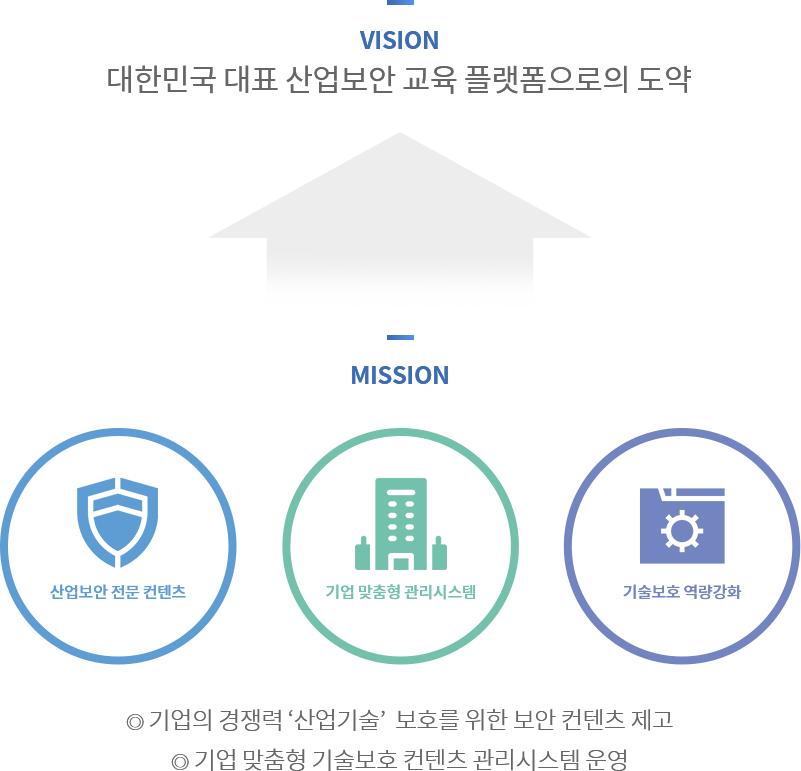 VISION
대한민국 대표 산업보안 교육 플랫폼으로의 도약
MISSION
산업보안 전문 컨텐츠
기업 맞춤형 관리시스템
기술보호 역량강화
◎ 기업의 경쟁력 ‘산업기술’ 보호를 위한 보안 컨텐츠 제고
◎ 기업 맞춤형 기술보호 컨텐츠 관리시스템 운영